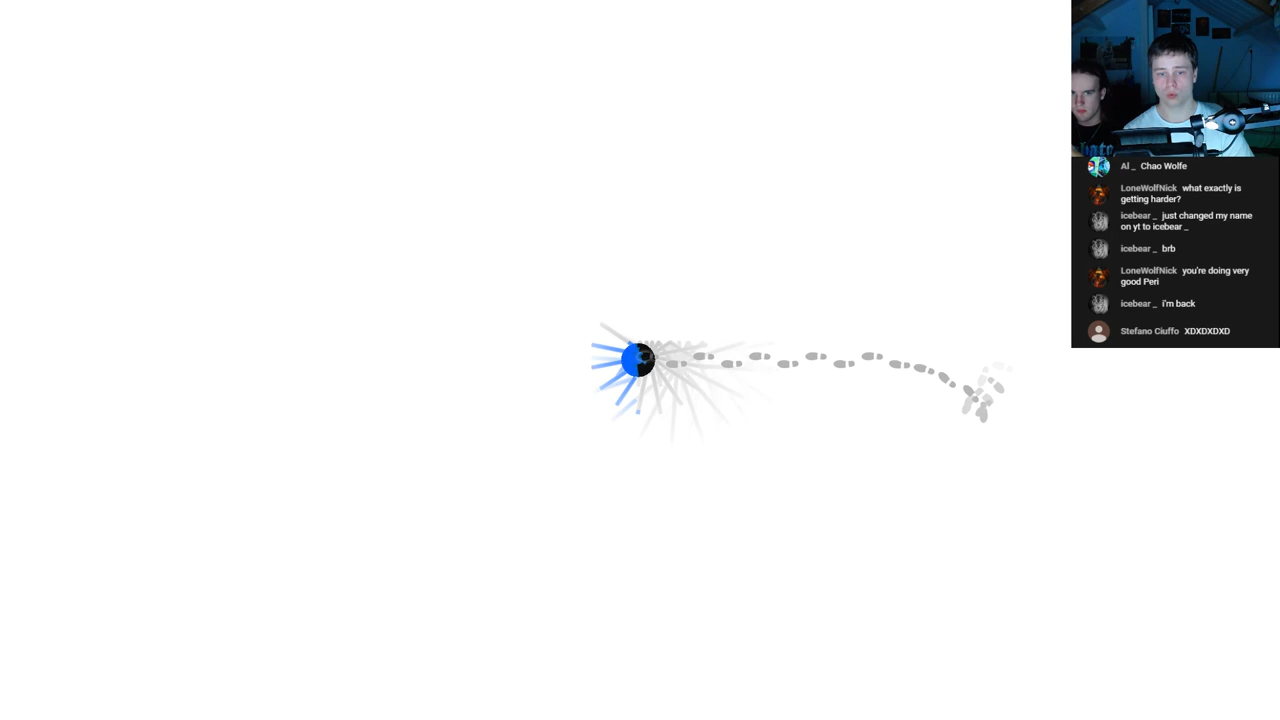 Al _ Chao Wolfe
LoneWolfNick what exactly is
getting harder?
icebear _ just changed my name
on yt to icebear _
icebear _ brb
LoneWolfNick you're doing very
good Peri
icebear _ i'm back
Stefano Ciuffo XDXDXDXD